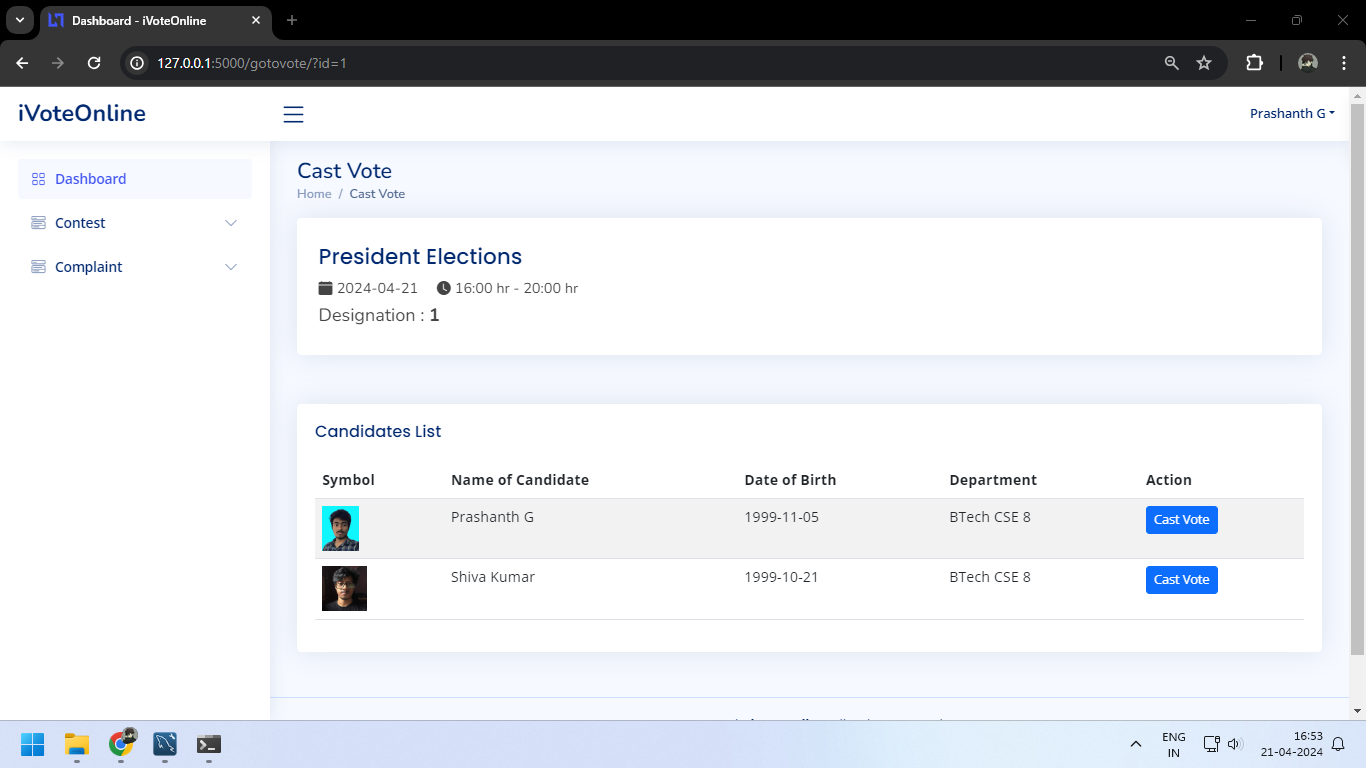 Dashboard - iVoteOnline
127.0.0.1:5000/gotovote/?id=1
iVoteOnline
Prashanth G
Dashboard
Contest
Complaint
Cast Vote
Home / Cast Vote
President Elections
2024-04-21 16:00 hr - 20:00 hr
Designation : 1
Candidates List
Symbol Name of Candidate Date of Birth Department Action
Prashanth G 1999-11-05 BTech CSE 8 Cast Vote
Shiva Kumar 1999-10-21 BTech CSE 8 Cast Vote
ENG
IN
16:53
21-04-2024